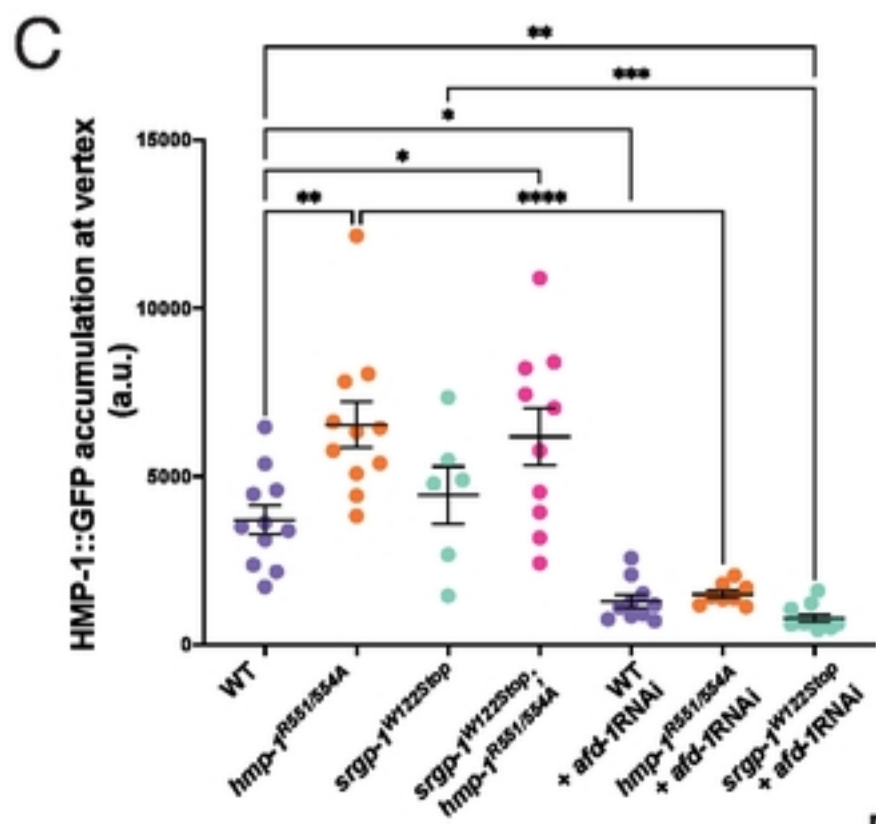 C
**
***
*
*
** ****
HMP-1::GFP accumulation at vertex
(a.u.)
15000
10000
5000
0
WT
hmp-1R551/554A
srgp-1W122Stop
srgp-1W122Stop;
hmp-1R551/554A
WT
+ afd-1RNAi
hmp-1R551/554A
+ afd-1RNAi
srgp-1W122Stop
+ afd-1RNAi